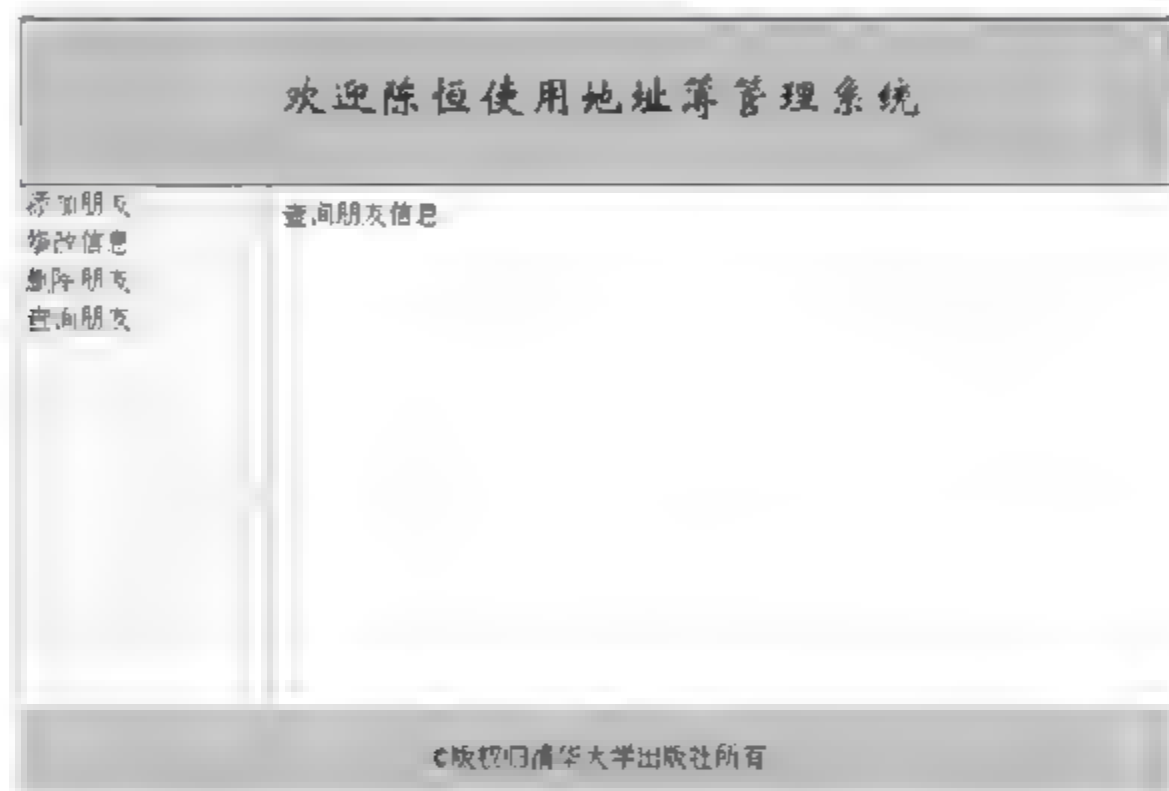 欢迎陈恒使用地址簿管理系统
添加朋友
修改信息
删除朋友
查询朋友
查询朋友信息
©版权归清华大学出版社所有